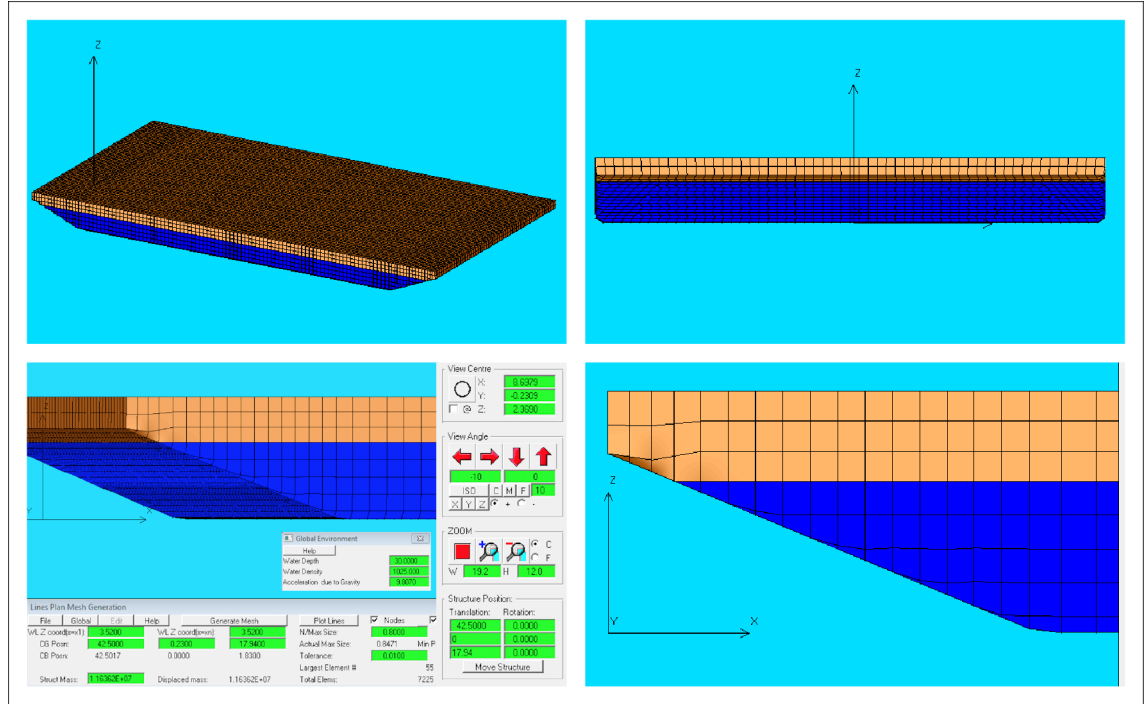 Z
Z
View Centre
X: 8.6979
Y: -0.2309
@ Z: 2.3690
View Angle
-10 0
ISO C M F 10
X Y Z + -
ZOOM
C
F
W 19.2 H 12.0
Structure Position:
Translation: Rotation:
42.5000 0.0000
0 0.0000
17.94 0.0000
Move Structure
Y X
Global Environment
Help
Water Depth 30.0000
Water Density 1025.000
Acceleration due to Gravity 9.8070
Lines Plan Mesh Generation
File Global Edit Help Generate Mesh Plot Lines Nodes
WL Z coord(x=x1): 3.5200 WL Z coord(x=xn): 3.5200 N/Max Size: 0.8000
CG Posn: 42.5000 0.2300 17.9400 Actual Max Size: 0.8471 Min P
CB Posn: 42.5017 0.0000 1.8300 Tolerance: 0.0100
Largest Element # 55
Struct Mass: 1.16362E+07 Displaced mass: 1.16362E+07 Total Elems: 7225
Z
Y X